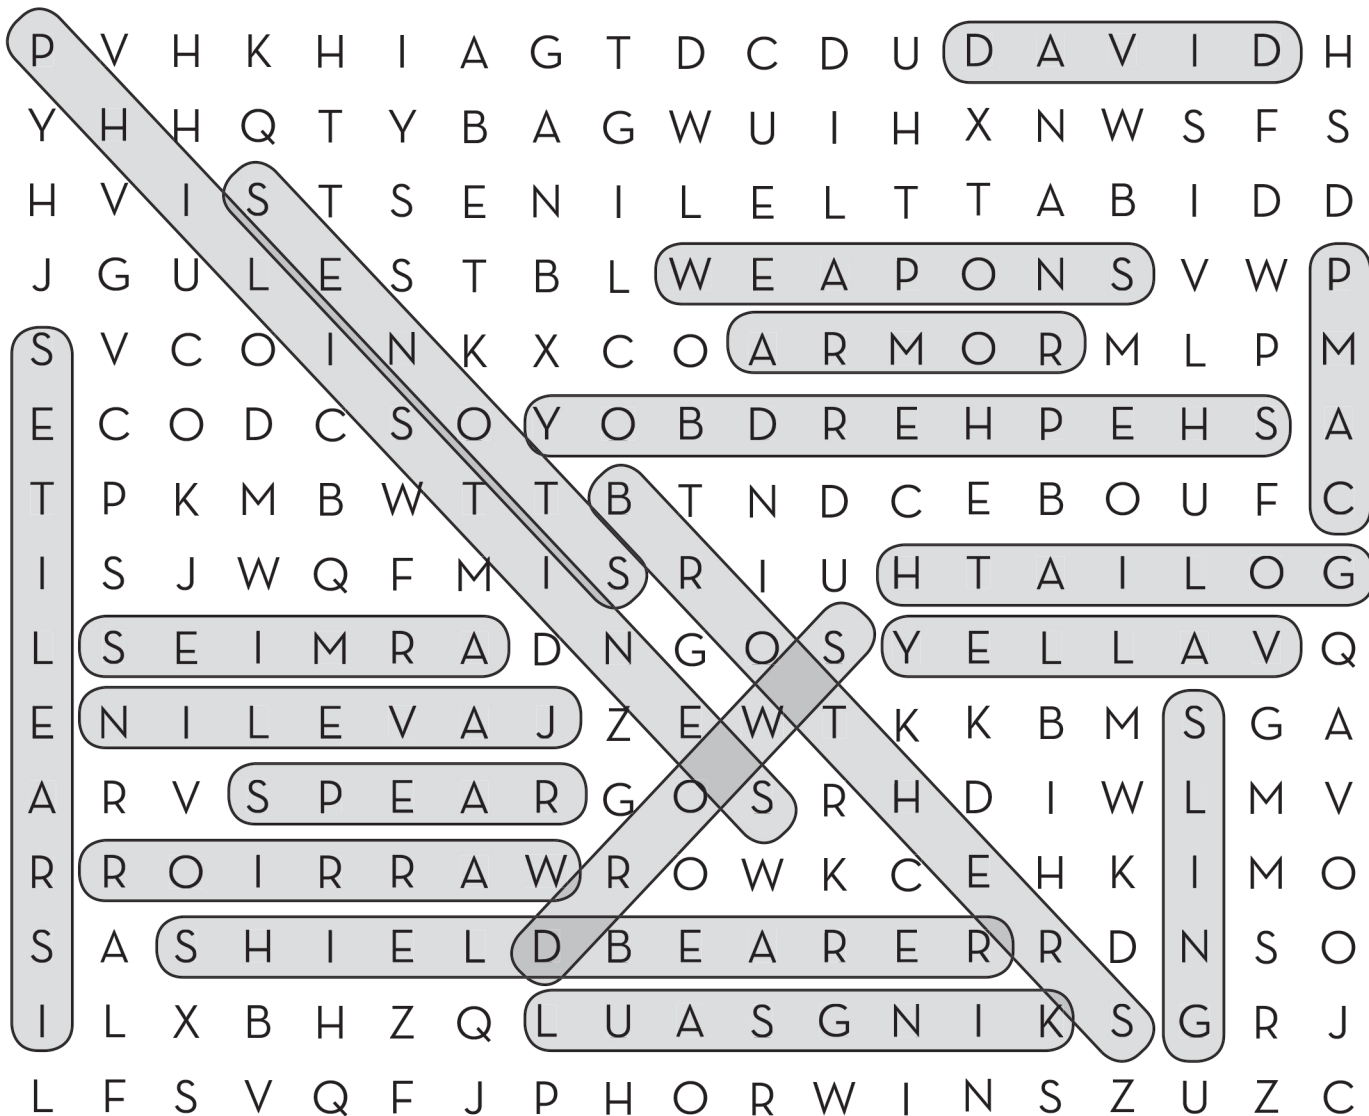 P V H K H I A G T D C D U D A V I D H
Y H H Q T Y B A G W U I H X N W S F S
H V I S T S E N I L E L T T A B I D D
J G U L E S T B L W E A P O N S V W P
S V C O I N K X C O A R M O R M L P M
E C O D C S O Y O B D R E H P E H S A
T P K M B W T T B T N D C E B O U F C
I S J W Q F M I S R I U H T A I L O G
L S E I M R A D N G O S Y E L L A V Q
E N I L E V A J Z E W T K K B M S G A
A R V S P E A R G O S R H D I W L M V
R R O I R R A W R O W K C E H K I M O
S A S H I E L D B E A R E R R D N S O
I L X B H Z Q L U A S G N I K S G R J
L F S V Q F J P H O R W I N S Z U Z C